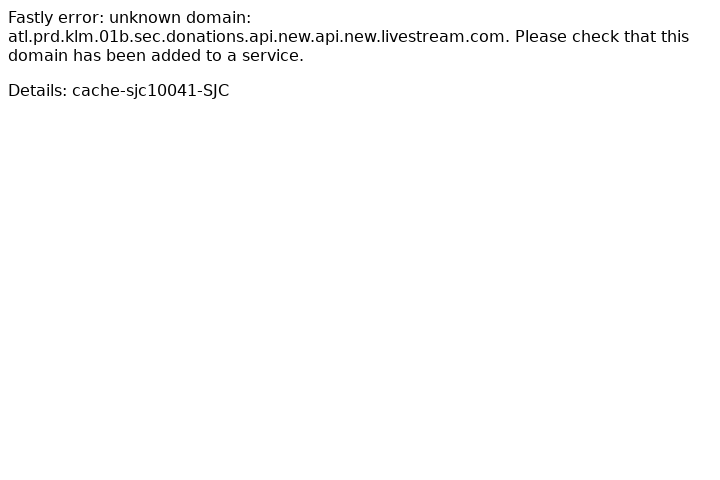 Fastly error: unknown domain:
atl.prd.klm.01b.sec.donations.api.new.api.new.livestream.com. Please check that this
domain has been added to a service.
Details: cache-sjc10041-SJC